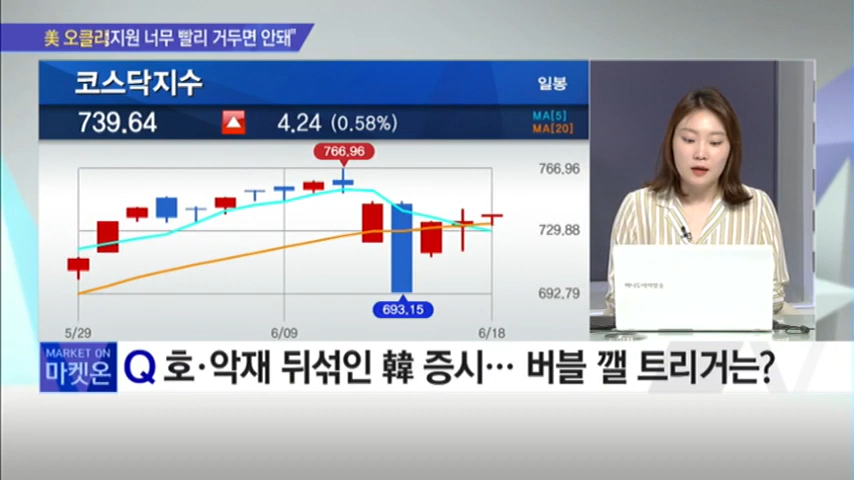 美 오클라
지원 너무 빨리 거두면 안돼"
코스닥지수
일봉
739.64
4.24 (0.58%)
MA[5]
MA[20]
766.96
766.96
729.88
692.79
693.15
5/29
6/09
6/18
MARKET ON
마켓온
Q 호·악재 뒤섞인 韓 증시… 버블 깰 트리거는?